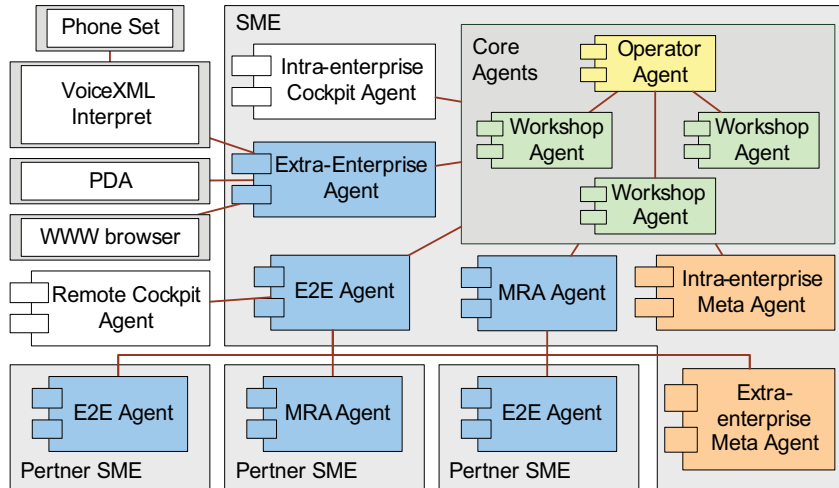 Phone Set
SME
VoiceXML
Interpret
Intra-enterprise
Cockpit Agent
Core
Agents
Operator
Agent
Workshop
Agent
Workshop
Agent
Extra-Enterprise
Agent
PDA
Workshop
Agent
WWW browser
Remote Cockpit
Agent
E2E Agent
MRA Agent
Intra-enterprise
Meta Agent
E2E Agent
Pertner SME
MRA Agent
Pertner SME
E2E Agent
Pertner SME
Extra-
enterprise
Meta Agent